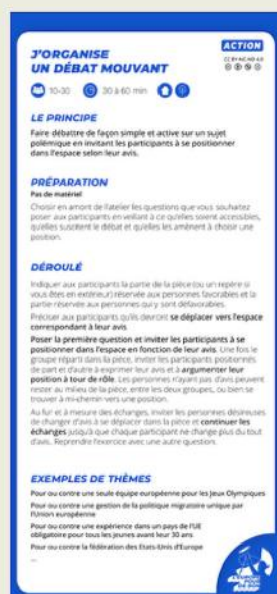 ACTION
J'ORGANISE
UN DÉBAT MOUVANT
CC BY-NC-ND 4.0
10-30
30 à 60 min
LE PRINCIPE
Faire débattre de façon simple et active sur un sujet
polémique en invitant les participants à se positionner
dans l'espace selon leur avis.
PRÉPARATION
Pas de matériel
Choisir en amont de l'atelier les questions que vous souhaitez
poser aux participants en veillant à ce qu'elles soient accessibles,
qu'elles suscitent le débat et qu'elles les amènent à choisir une
position.
DÉROULÉ
Indiquer aux participants la partie de la pièce (ou un repère si
vous êtes en extérieur) réservée aux personnes favorables et la
partie réservée aux personnes qui y sont défavorables.
Préciser aux participants qu'ils devront se déplacer vers l'espace
correspondant à leur avis.
Poser la première question et inviter les participants à se
positionner dans l'espace en fonction de leur avis. Une fois le
groupe réparti dans la pièce, inviter les participants positionnés
de part et d'autre à exprimer leur avis et à argumenter leur
position à tour de rôle. Les personnes n'ayant pas d'avis peuvent
rester au milieu de la pièce, entre les deux groupes, ou bien se
trouver à mi-chemin vers une position.
Au fur et à mesure des échanges, inviter les personnes désireuses
de changer d'avis à se déplacer dans la pièce et continuer les
échanges jusqu'à que chaque participant ne change plus du tout
d'avis. Reprendre l'exercice avec une autre question.
EXEMPLES DE THÈMES
Pour ou contre une seule équipe européenne pour les Jeux Olympiques
Pour ou contre une gestion de la politique migratoire unique par
l'Union européenne
Pour ou contre une expérience dans un pays de l'UE
obligatoire pour tous les jeunes avant leur 30 ans
Pour ou contre la fédération des Etats-Unis d'Europe
...